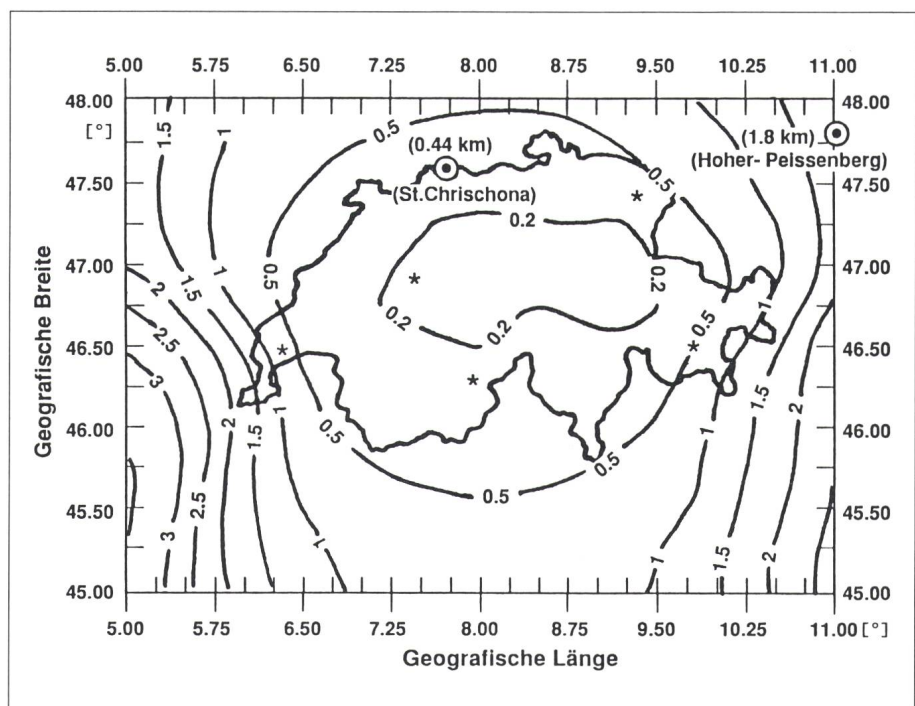 5.00 5.75 6.50 7.25 8.00 8.75 9.50 10.25 11.00
48.00 48.00
[°]
1.5 1 0.5
(0.44 km) (1.8 km)
(Hoher- Peissenberg)
0.5
47.50 47.50
(St.Chrischona) *
0.2
47.00 1 0.5 47.00
2 1.5 * 0.2 1
0.2 0.2 0.5
46.50 2.5 * * 46.50
3 *
1.5
2 1
46.00 1.5 0.5 1 46.00
0.5
0.5
2
45.50 2.5 1.5 45.50
3 1 1 2
45.00 45.00
5.00 5.75 6.50 7.25 8.00 8.75 9.50 10.25 11.00 [°]
Geografische Breite
Geografische Länge